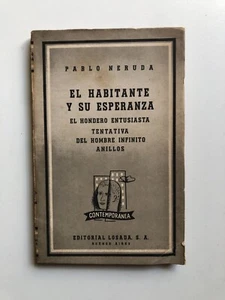 PABLO NERUDA
EL HABITANTE
Y SU ESPERANZA
EL HONDERO ENTUSIASTA
TENTATIVA
DEL HOMBRE INFINITO
ANILLOS
CONTEMPORANEA
EDITORIAL LOSADA, S. A.
BUENOS AIRES